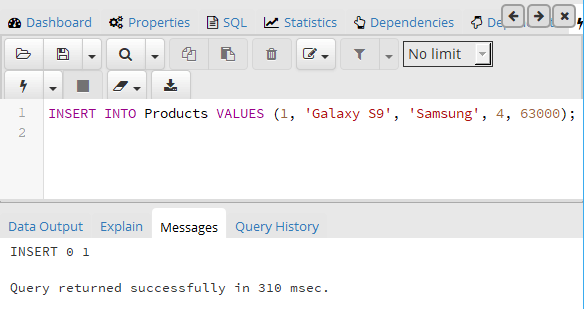 Dashboard Properties SQL Statistics Dependencies
No limit
1 INSERT INTO Products VALUES (1, 'Galaxy S9', 'Samsung', 4, 63000);
2
Data Output Explain Messages Query History
INSERT 0 1
Query returned successfully in 310 msec.